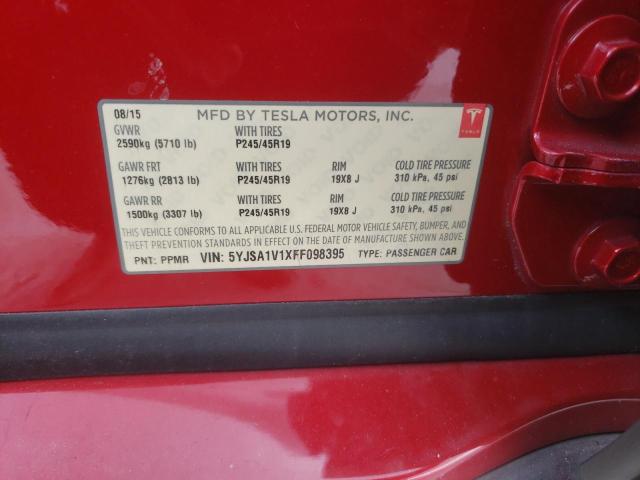 08/15 MFD BY TESLA MOTORS, INC.
GVWR WITH TIRES
2590kg (5710 lb) P245/45R19
TESLA
GAWR FRT WITH TIRES RIM COLD TIRE PRESSURE
1276kg (2813 lb) P245/45R19 19X8 J 310 kPa, 45 psi
GAWR RR WITH TIRES RIM COLD TIRE PRESSURE
1500kg (3307 lb) P245/45R19 19X8 J 310 kPa, 45 psi
THIS VEHICLE CONFORMS TO ALL APPLICABLE U.S. FEDERAL MOTOR VEHICLE SAFETY, BUMPER, AND
THEFT PREVENTION STANDARDS IN EFFECT ON THE DATE OF MANUFACTURE SHOWN ABOVE.
PNT: PPMR VIN: 5YJSA1V1XFF098395 TYPE: PASSENGER CAR